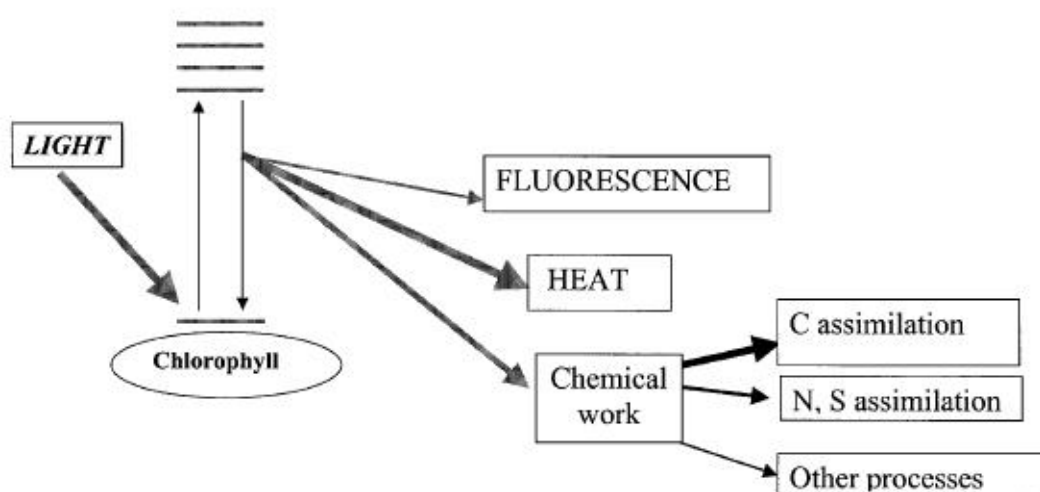 LIGHT
FLUORESCENCE
HEAT
C assimilation
Chlorophyll
Chemical
work
N, S assimilation
Other processes